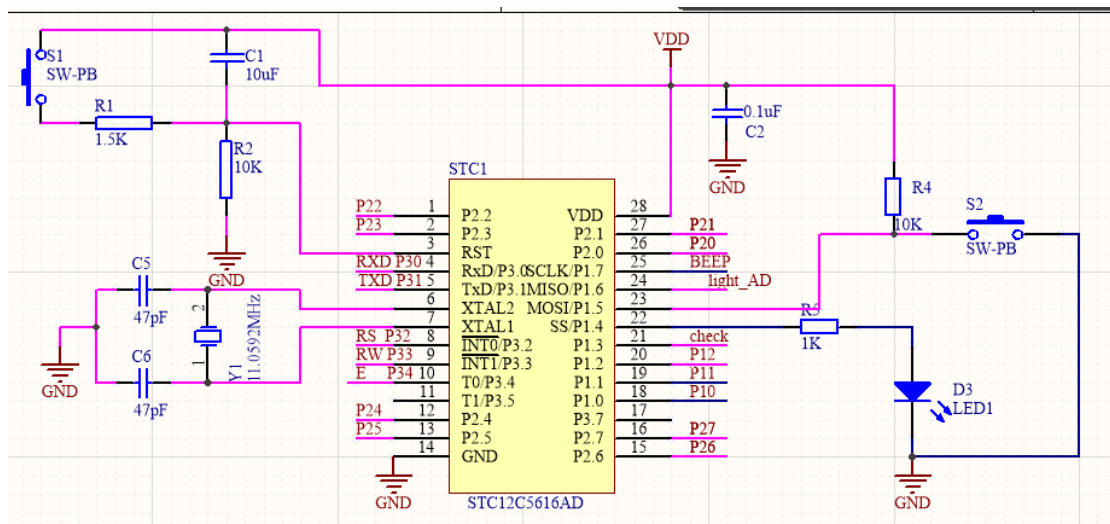 S1
SW-PB
C1
10uF
R1
1.5K
R2
10K
GND
VDD
0.1uF
C2
GND
R4
10K
S2
SW-PB
STC1
P22 1 P2.2 VDD 28
P23 2 P2.3 P2.1 27 P21
3 RST P2.0 26 P20
RXD P30 4 RxD/P3.0 SCLK/P1.7 25 BEEP
TXD P31 5 TxD/P3.1 MISO/P1.6 24 light_AD
6 XTAL2 MOSI/P1.5 23
7 XTAL1 SS/P1.4 22
RS P32 8 INT0/P3.2 P1.3 21 check
RW P33 9 INT1/P3.3 P1.2 20 P12
E P34 10 T0/P3.4 P1.1 19 P11
11 T1/P3.5 P1.0 18 P10
P24 12 P2.4 P3.7 17
P25 13 P2.5 P2.7 16 P27
14 GND P2.6 15 P26
GND
STC12C5616AD
C5
47pF
2
1
Y1
11.0592MHz
C6
47pF
GND
R5
1K
D3
LED1
GND